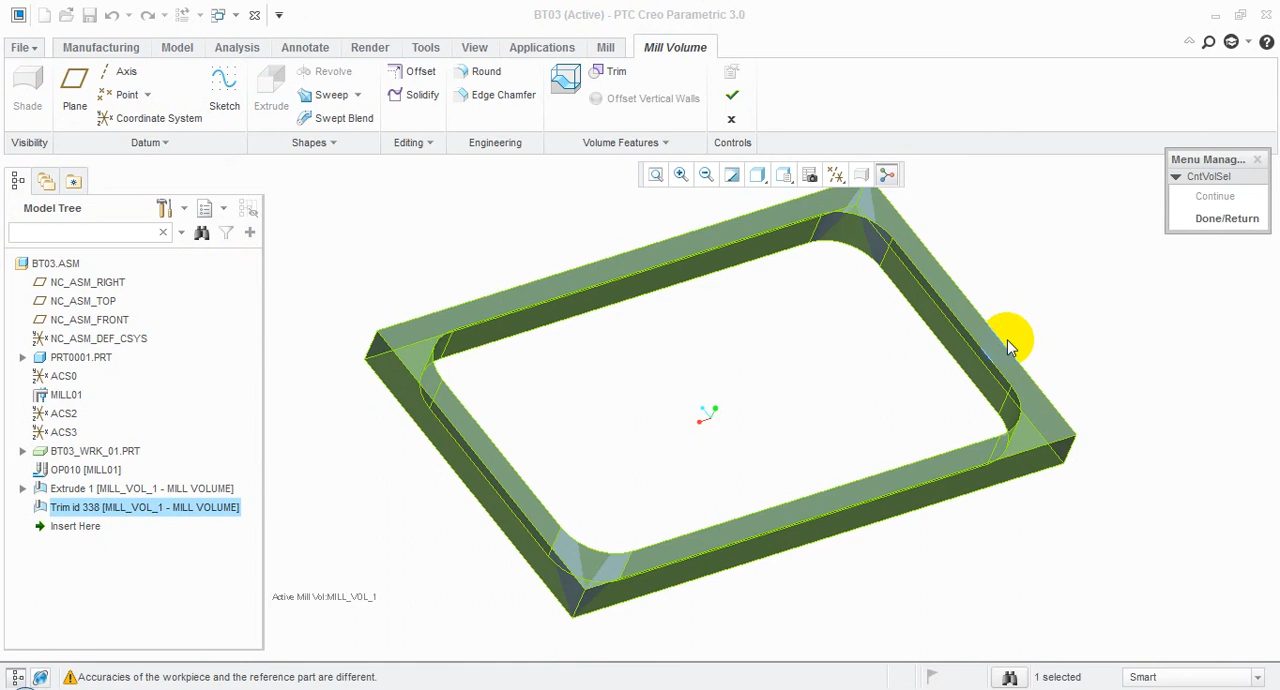 BT03 (Active) - PTC Creo Parametric 3.0
File Manufacturing Model Analysis Annotate Render Tools View Applications Mill Mill Volume
Axis Revolve Offset Round Trim
Shade Plane Point Sketch Extrude Sweep Solidify Edge Chamfer Offset Vertical Walls
Coordinate System Swept Blend
Visibility Datum Shapes Editing Engineering Volume Features Controls
Menu Manag...
CntVolSel
Continue
Done/Return
Model Tree
BT03.ASM
NC_ASM_RIGHT
NC_ASM_TOP
NC_ASM_FRONT
NC_ASM_DEF_CSYS
PRT0001.PRT
ACS0
MILL01
ACS2
ACS3
BT03_WRK_01.PRT
OP010 [MILL01]
Extrude 1 [MILL_VOL_1 - MILL VOLUME]
Trim id 338 [MILL_VOL_1 - MILL VOLUME]
Insert Here
Active Mill Vol:MILL_VOL_1
Accuracies of the workpiece and the reference part are different.
1 selected
Smart